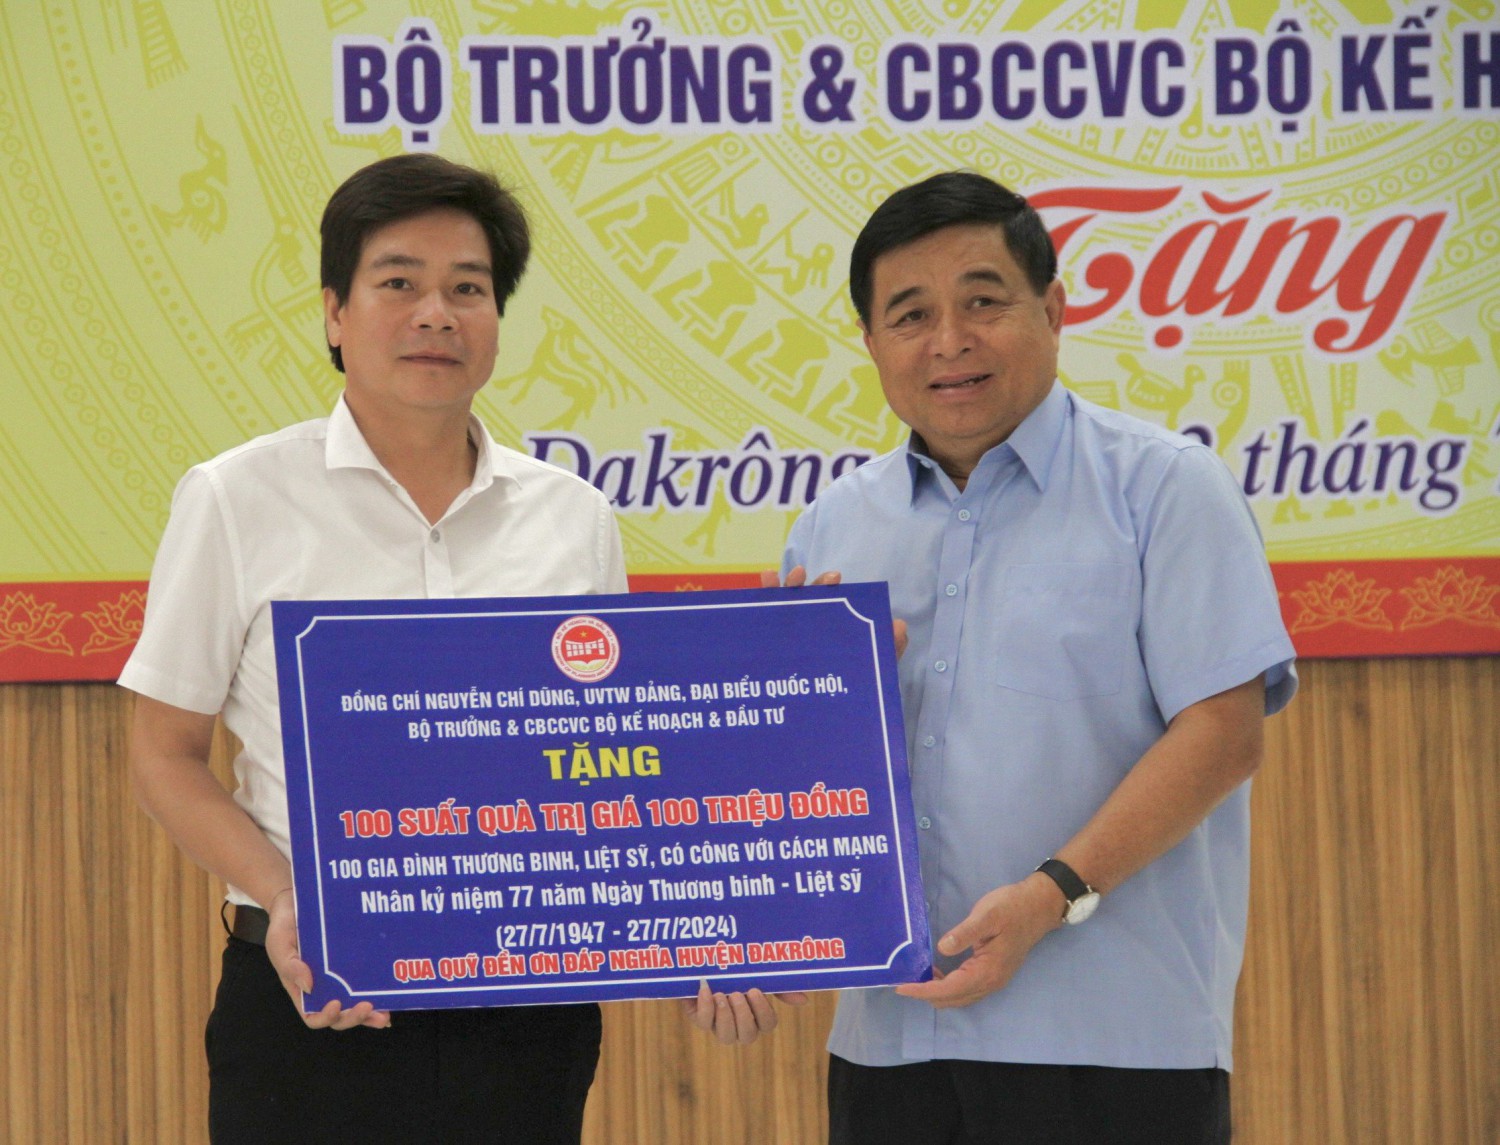 BỘ TRƯỞNG & CBCCVC BỘ KẾ H
Tặng
Dakrông
tháng
MPI
ĐỒNG CHÍ NGUYỄN CHÍ DŨNG, UVTW ĐẢNG, ĐẠI BIỂU QUỐC HỘI,
BỘ TRƯỞNG & CBCCVC BỘ KẾ HOẠCH & ĐẦU TƯ
TẶNG
100 SUẤT QUÀ TRỊ GIÁ 100 TRIỆU ĐỒNG
100 GIA ĐÌNH THƯƠNG BINH, LIỆT SỸ, CÓ CÔNG VỚI CÁCH MẠNG
Nhân kỷ niệm 77 năm Ngày Thương binh - Liệt sỹ
(27/7/1947 - 27/7/2024)
QUA QUỸ ĐỀN ƠN ĐÁP NGHĨA HUYỆN ĐAKRÔNG